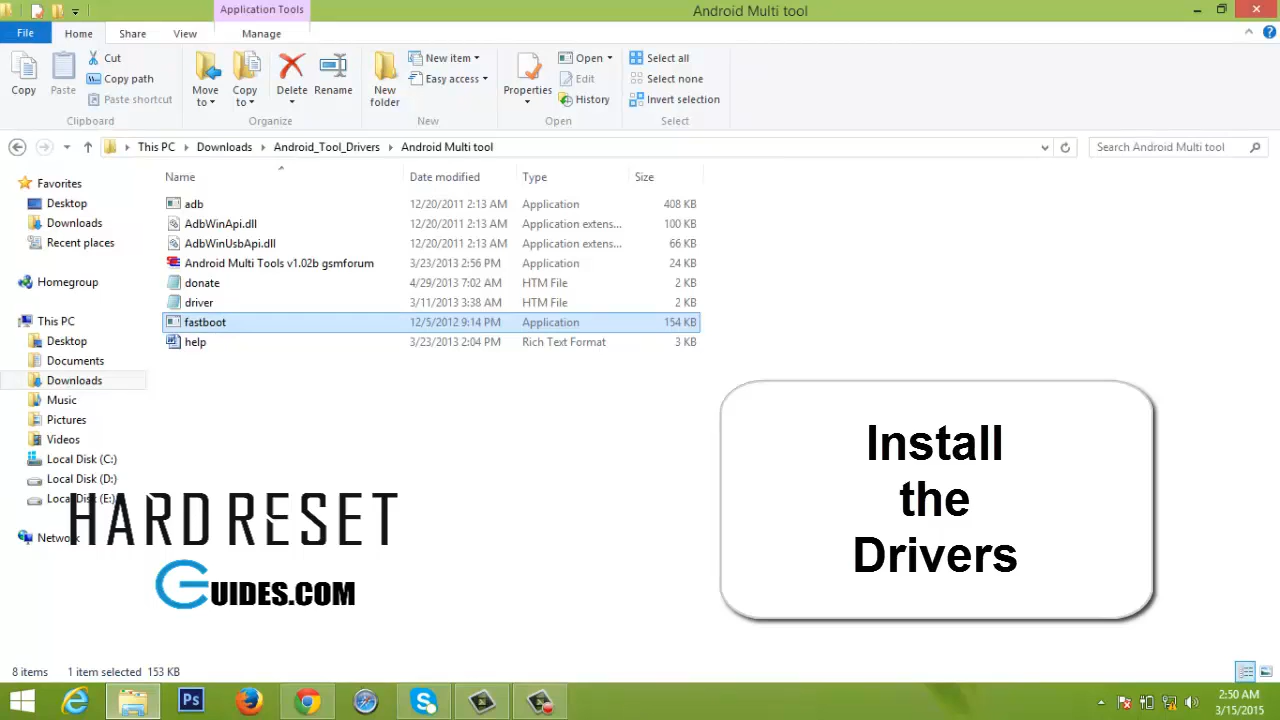 Application Tools
Android Multi tool
File
Home
Share
View
Manage
Copy
Paste
Cut
Copy path
Paste shortcut
Clipboard
Move to
Copy to
Delete
Rename
Organize
New folder
New item
Easy access
New
Properties
Open
Edit
History
Open
Select all
Select none
Invert selection
Select
This PC
Downloads
Android_Tool_Drivers
Android Multi tool
Search Android Multi tool
Name Date modified Type Size
adb 12/20/2011 2:13 AM Application 408 KB
AdbWinApi.dll 12/20/2011 2:13 AM Application extens... 100 KB
AdbWinUsbApi.dll 12/20/2011 2:13 AM Application extens... 66 KB
Android Multi Tools v1.02b gsmforum 3/23/2013 2:56 PM Application 24 KB
donate 4/29/2013 7:02 AM HTM File 2 KB
driver 3/11/2013 3:38 AM HTM File 2 KB
fastboot 12/5/2012 9:14 PM Application 154 KB
help 3/23/2013 2:04 PM Rich Text Format 3 KB
Favorites
Desktop
Downloads
Recent places
Homegroup
This PC
Desktop
Documents
Downloads
Music
Pictures
Videos
Local Disk (C:)
Local Disk (D:)
Local Disk (E:)
Network
HARD RESET
GUIDES.COM
Install
the
Drivers
8 items 1 item selected 153 KB
Ps
2:50 AM
3/15/2015